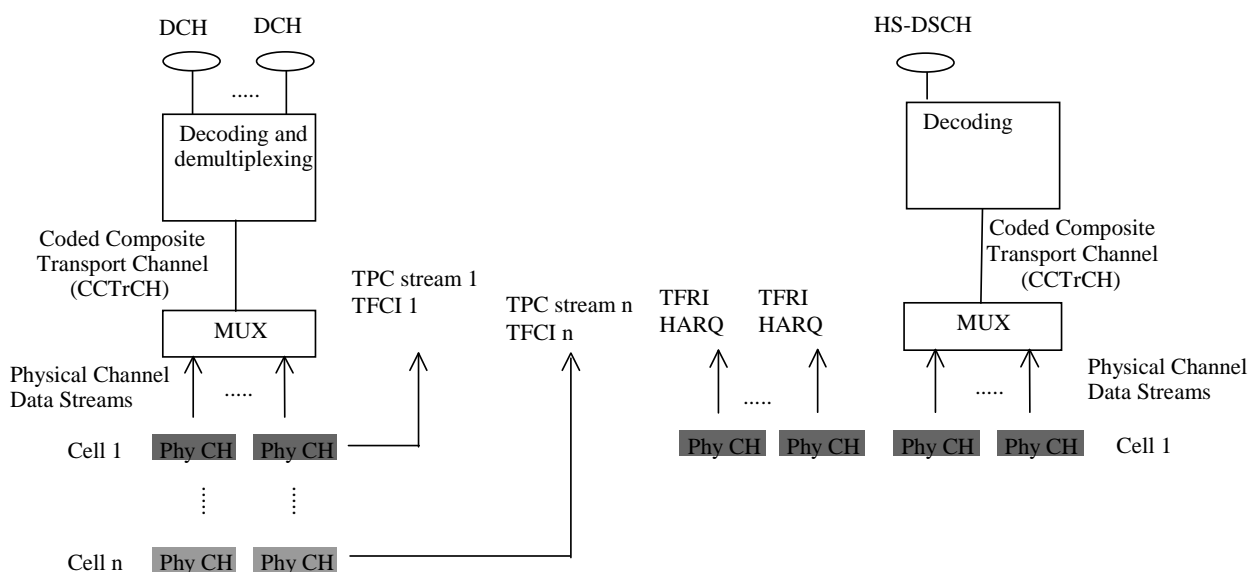 DCH
DCH
.....
Decoding and
demultiplexing
Coded Composite
Transport Channel
(CCTrCH)
MUX
Physical Channel
Data Streams
.....
Cell 1
Phy CH
Phy CH
Cell n
Phy CH
Phy CH
TPC stream 1
TFCI 1
TPC stream n
TFCI n
HS-DSCH
Decoding
Coded Composite
Transport Channel
(CCTrCH)
TFRI
HARQ
TFRI
HARQ
MUX
.....
.....
Physical Channel
Data Streams
Phy CH
Phy CH
Phy CH
Phy CH
Cell 1